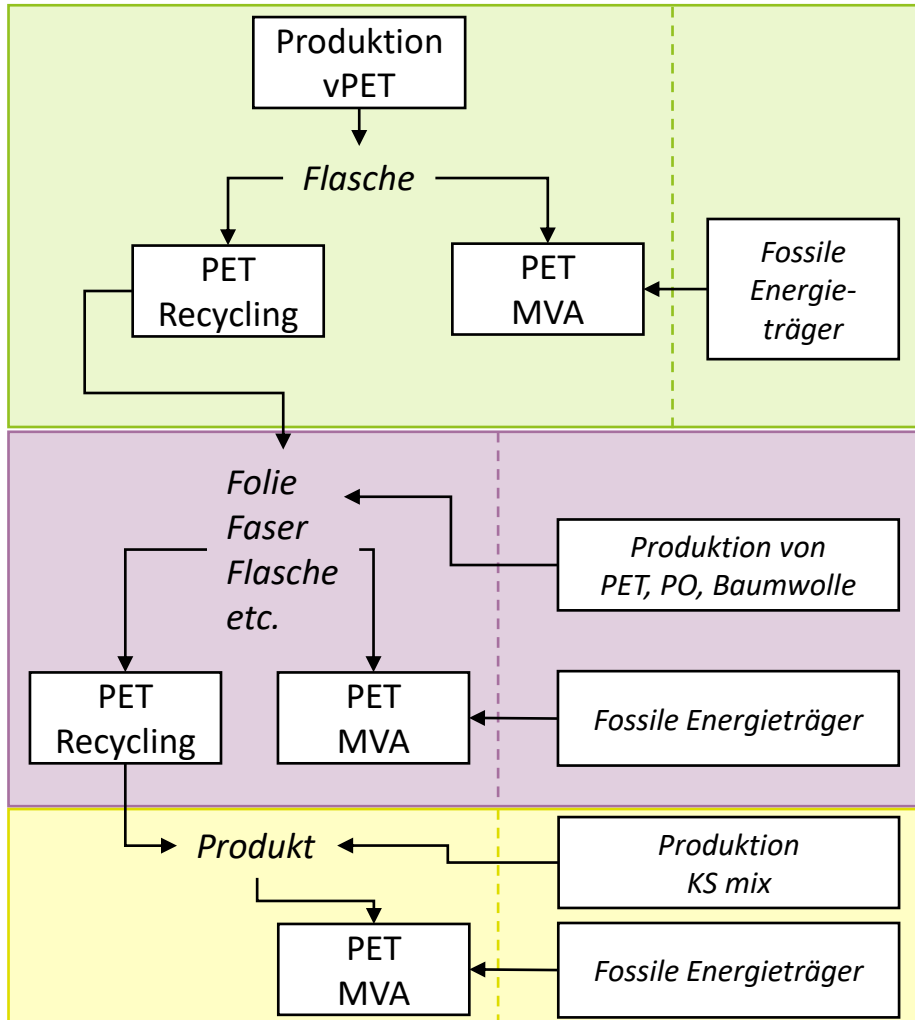 Produktion
vPET
Flasche
PET
Recycling
PET
MVA
Fossile
Energie-
träger
Folie
Faser
Flasche
etc.
Produktion von
PET, PO, Baumwolle
PET
Recycling
PET
MVA
Fossile Energieträger
Produkt
Produktion
KS mix
PET
MVA
Fossile Energieträger